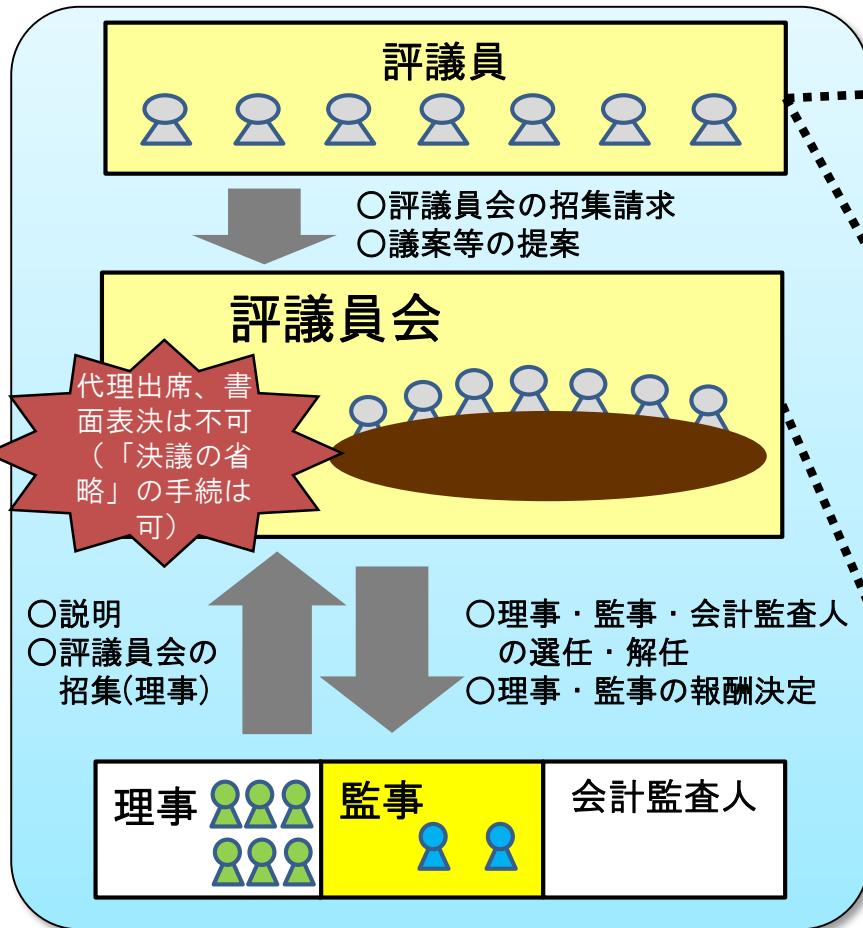 評議員
○評議員会の招集請求
○議案等の提案
評議員会
代理出席、書
面表決は不可
(「決議の省
略」の手続は
可)
○説明
○評議員会の
招集(理事)
○理事・監事・会計監査人
の選任・解任
○理事・監事の報酬決定
理事
監事
会計監査人